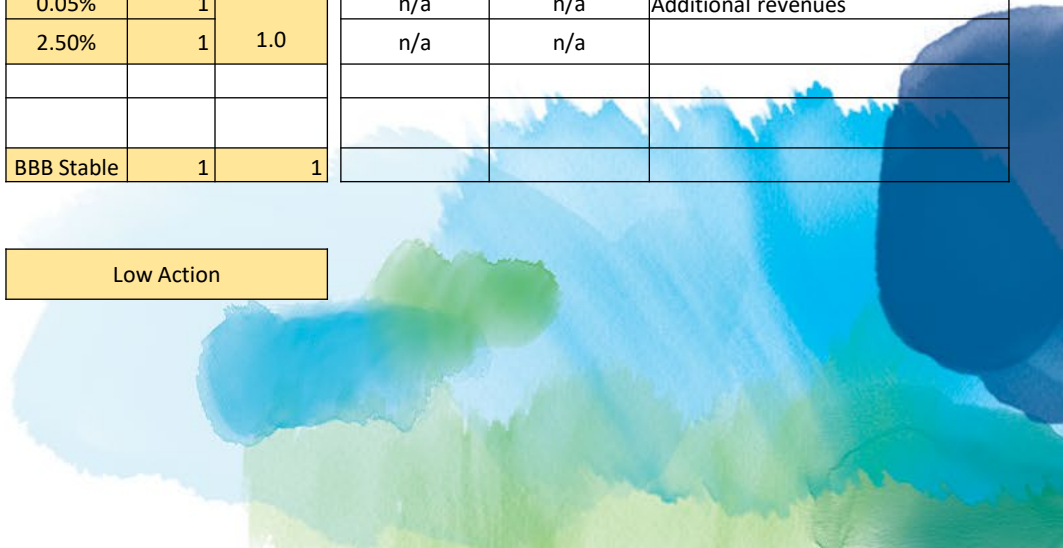 0.05% 1 n/a n/a Additional revenues
2.50% 1 1.0 n/a n/a
BBB Stable 1 1
Low Action